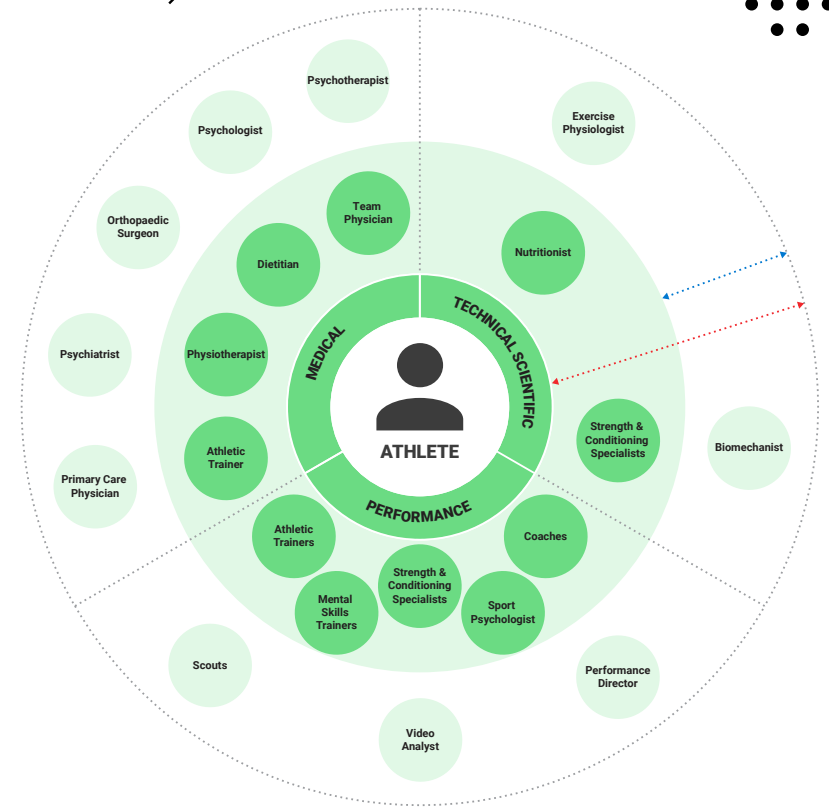 Psychotherapist
Psychologist
Exercise
Physiologist
Orthopaedic
Surgeon
Team
Physician
Nutritionist
Dietitian
MEDICAL
TECHNICAL SCIENTIFIC
Psychiatrist
Physiotherapist
ATHLETE
Strength &
Conditioning
Specialists
Biomechanist
Athletic
Trainer
Primary Care
Physician
PERFORMANCE
Athletic
Trainers
Coaches
Strength &
Conditioning
Specialists
Mental
Skills
Trainers
Sport
Psychologist
Scouts
Performance
Director
Video
Analyst